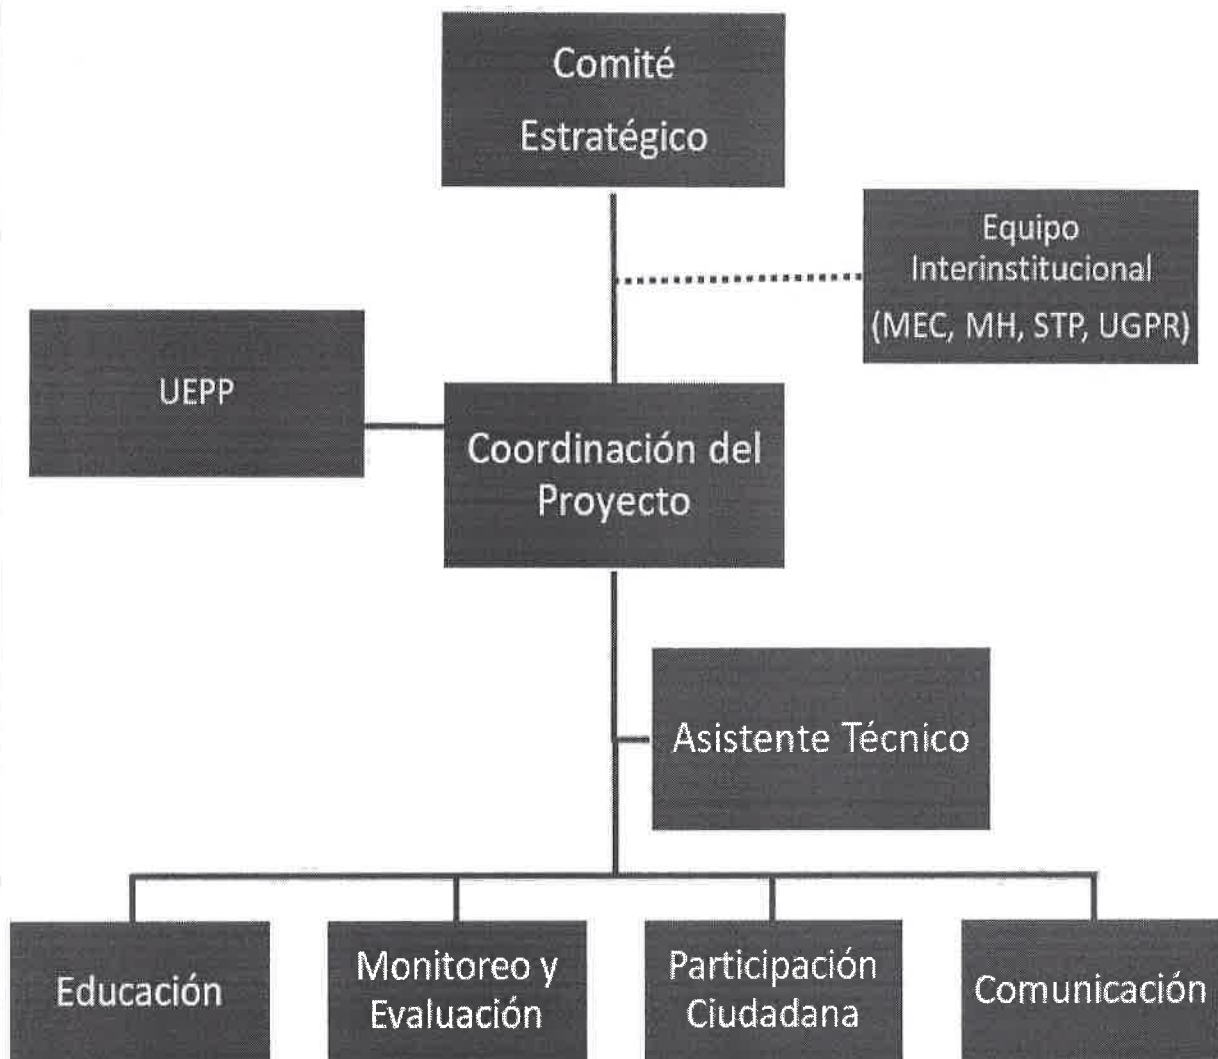 Comité
Estratégico
Equipo
Interinstitucional
(MEC, MH, STP, UGPR)
UEPP
Coordinación del
Proyecto
Asistente Técnico
Educación
Monitoreo y
Evaluación
Participación
Ciudadana
Comunicación